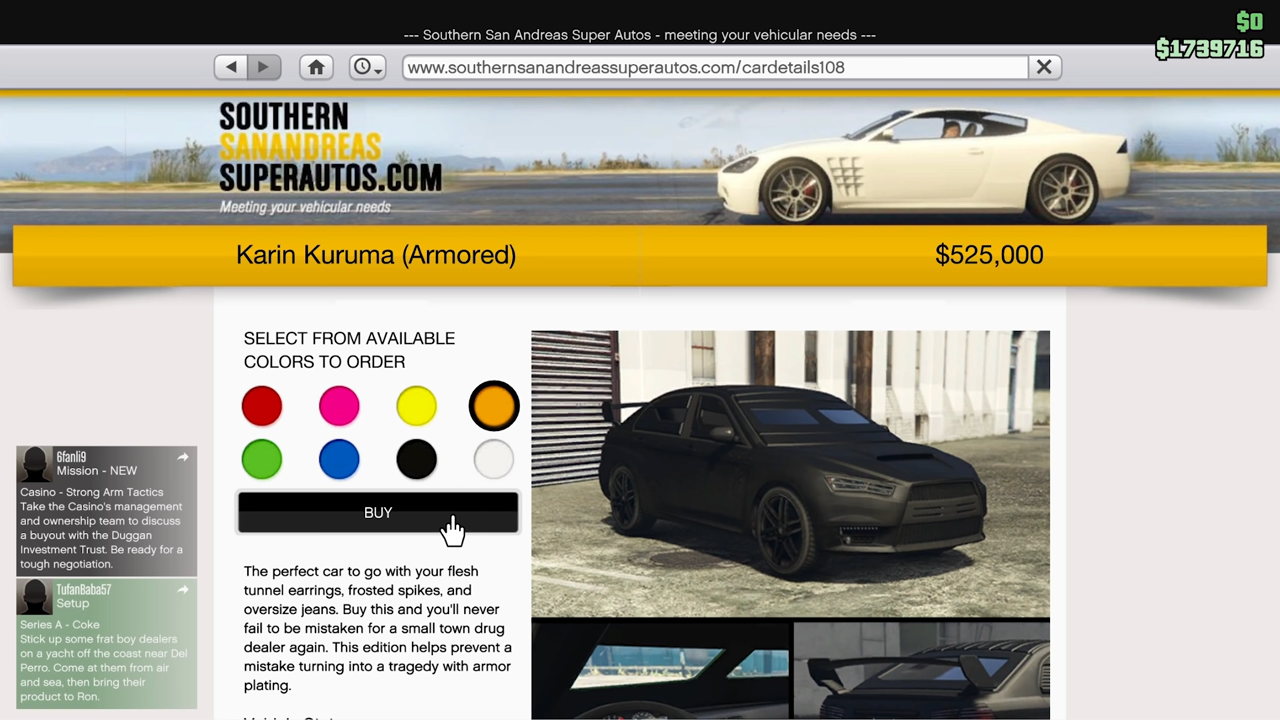 --- Southern San Andreas Super Autos - meeting your vehicular needs ---
$0
$1739716
www.southernsanandreassuperautos.com/cardetails108
SOUTHERN
SANANDREAS
SUPERAUTOS.COM
Meeting your vehicular needs
Karin Kuruma (Armored)
$525,000
SELECT FROM AVAILABLE
COLORS TO ORDER
BUY
The perfect car to go with your flesh
tunnel earrings, frosted spikes, and
oversize jeans. Buy this and you'll never
fail to be mistaken for a small town drug
dealer again. This edition helps prevent a
mistake turning into a tragedy with armor
plating.
6fanli9
Mission - NEW
Casino - Strong Arm Tactics
Take the Casino's management
and ownership team to discuss
a buyout with the Duggan
Investment Trust. Be ready for a
tough negotiation.
TufanBaba57
Setup
Series A - Coke
Stick up some frat boy dealers
on a yacht off the coast near Del
Perro. Come at them from air
and sea, then bring their
product to Ron.